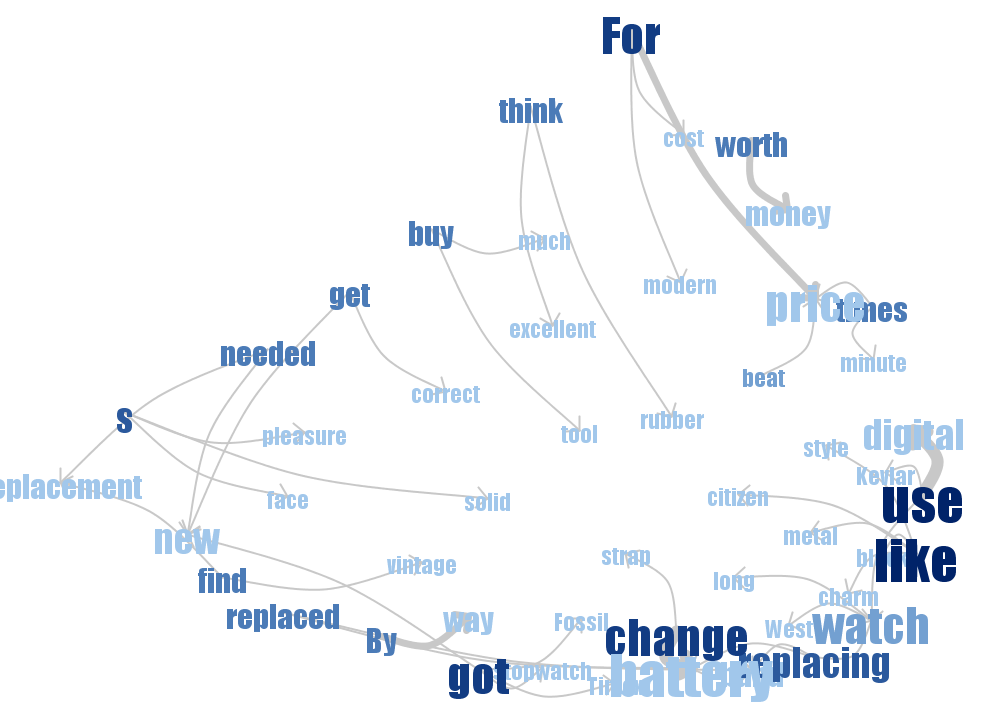 For
think
cost
worth
money
buy
much
modern
get
price
times
excellent
needed
minute
beat
correct
s
rubber
pleasure
tool
digital
style
Kevlar
eplacement
face
solid
citizen
use
new
metal
strap
vintage
like
find
long
charm
replaced
By
way
Fossil
West
watch
change
replacing
got
topwatch
battery